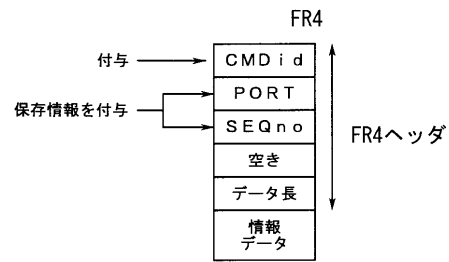 FR4
付与
CMDid
PORT
保存情報を付与
SEQno
FR4ヘッダ
空き
データ長
情報
データ